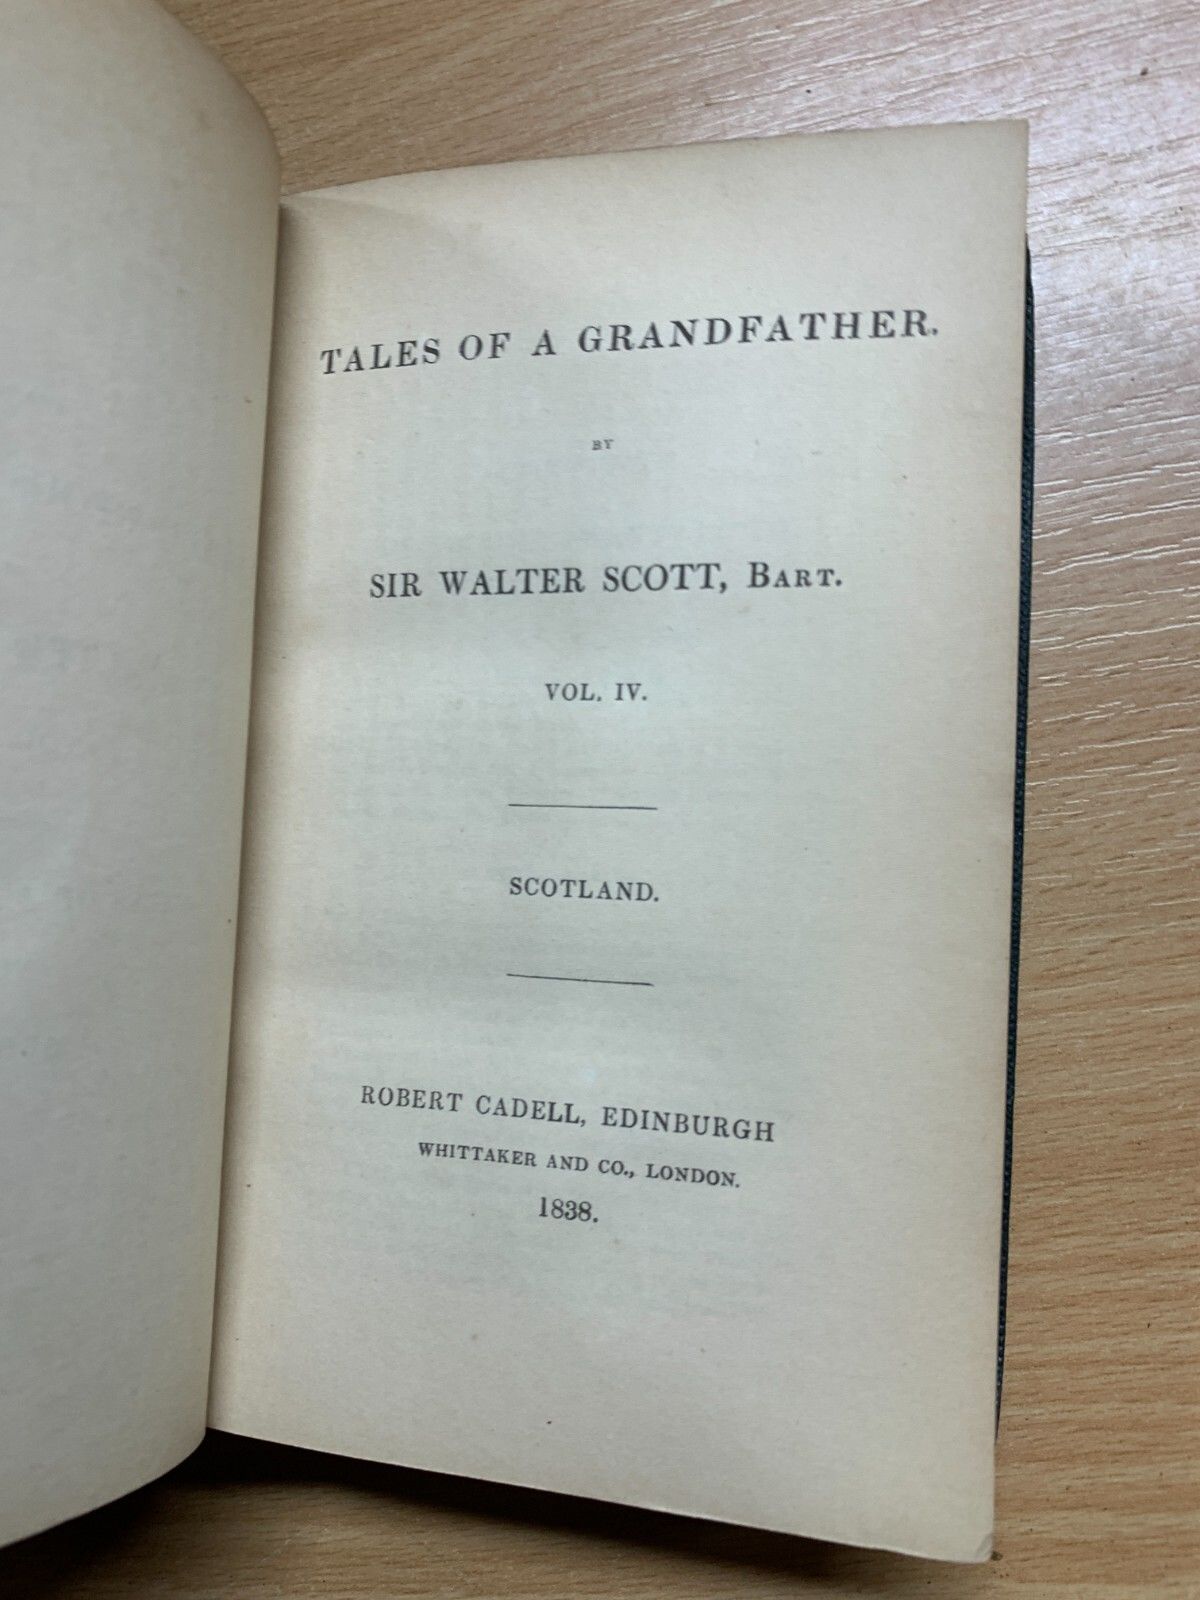 TALES OF A GRANDFATHER.
BY
SIR WALTER SCOTT, BART.
VOL. IV.
SCOTLAND.
ROBERT CADELL, EDINBURGH
WHITTAKER AND CO., LONDON.
1838.